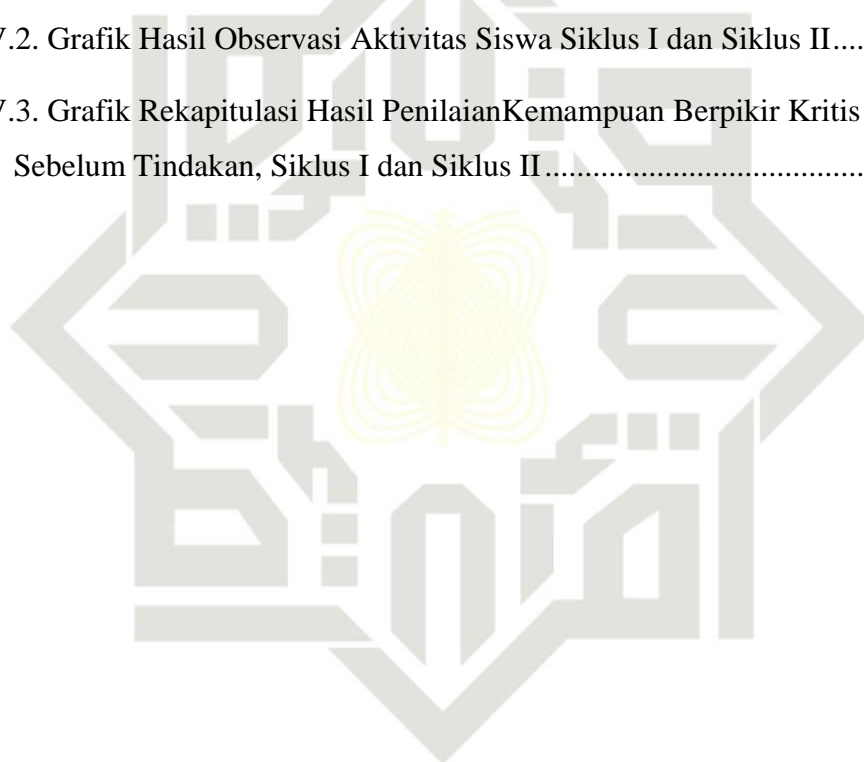 7.2. Grafik Hasil Observasi Aktivitas Siswa Siklus I dan Siklus II....
7.3. Grafik Rekapitulasi Hasil PenilaianKemampuan Berpikir Kritis
Sebelum Tindakan, Siklus I dan Siklus II....................................